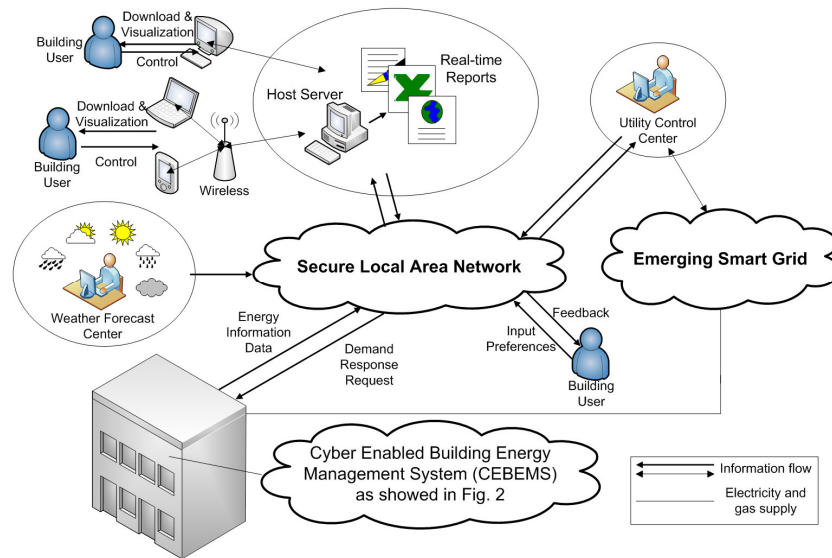 Download &
Visualization
Building
User
Control
Download &
Visualization
Control
Building
User
Wireless
Host Server
Real-time
Reports
Utility Control
Center
Secure Local Area Network
Emerging Smart Grid
Weather Forecast
Center
Energy
Information
Data
Demand
Response
Request
Feedback
Input
Preferences
Building
User
Cyber Enabled Building Energy
Management System (CEBEMS)
as showed in Fig. 2
Information flow
Electricity and
gas supply